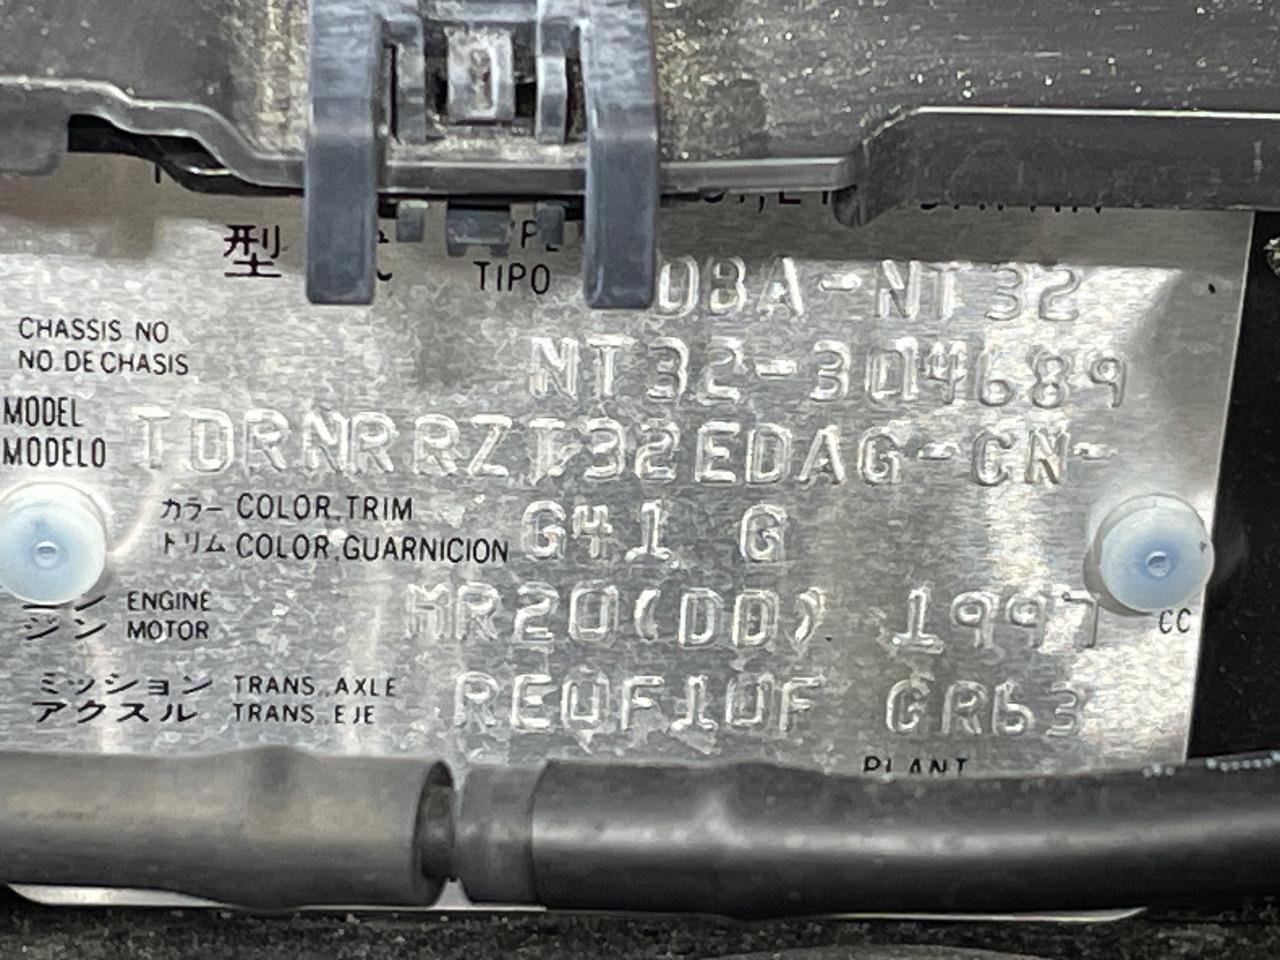 型
TIPO
DBA-NT32
CHASSIS NO
NO. DE CHASIS
NT32-304689
MODEL
MODELO
TDRNRRZT32EDAG-CN-
カラー COLOR,TRIM
トリム COLOR,GUARNICION
G41 G
ENGINE
ジン MOTOR
MR20(DD) 1997 CC
ミッション TRANS. AXLE
アクスル TRANS. EJE
RE0F10F GR63
PLANT